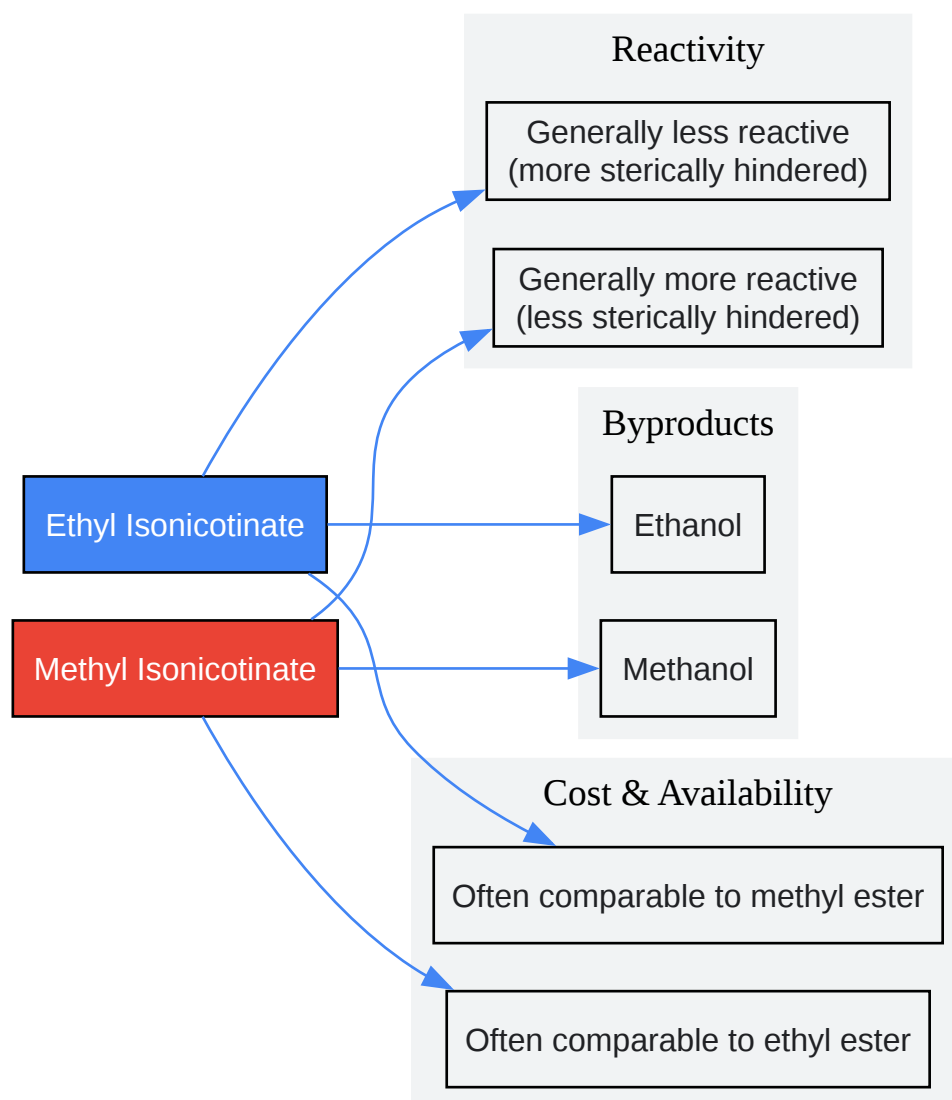 Reactivity
Generally less reactive
(more sterically hindered)
Generally more reactive
(less sterically hindered)
Byproducts
Ethyl Isonicotinate
Ethanol
Methyl Isonicotinate
Methanol
Cost & Availability
Often comparable to methyl ester
Often comparable to ethyl ester